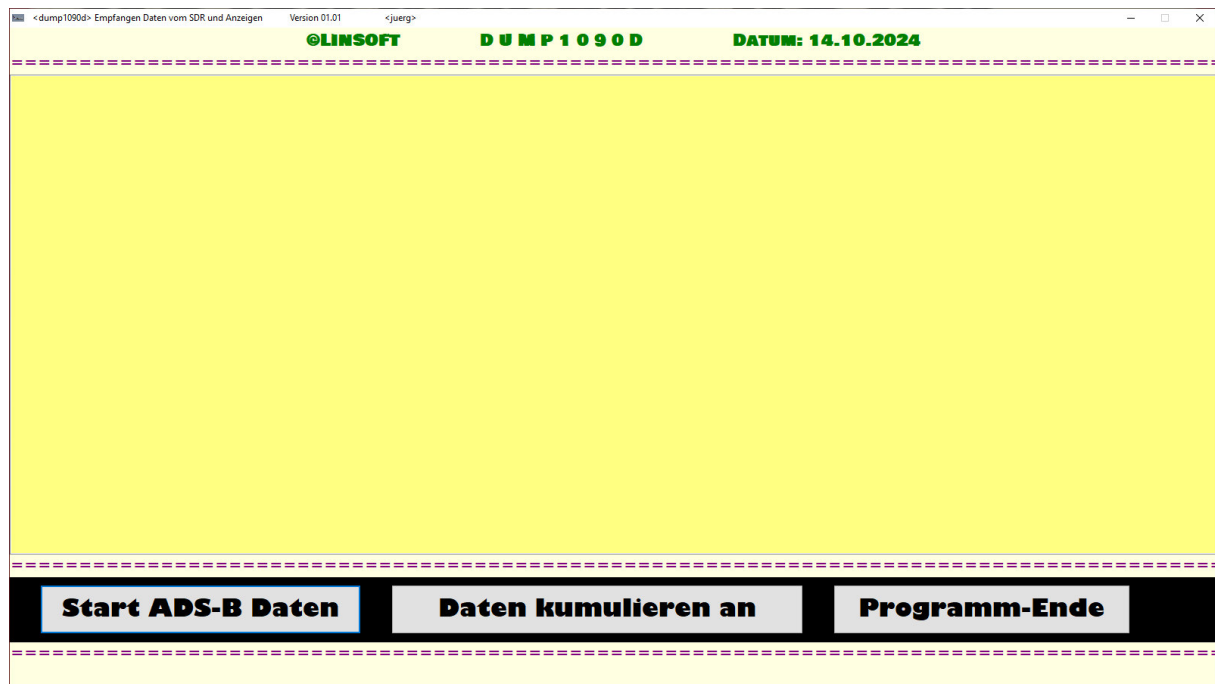 <dump1090d> Empfangen Daten vom SDR und Anzeigen Version 01.01 <juerg>
©LINSOFT D U M P 1 0 9 0 D DATUM: 14.10.2024
========================================================================================
========================================================================================
Start ADS-B Daten Daten kumulieren an Programm-Ende
========================================================================================